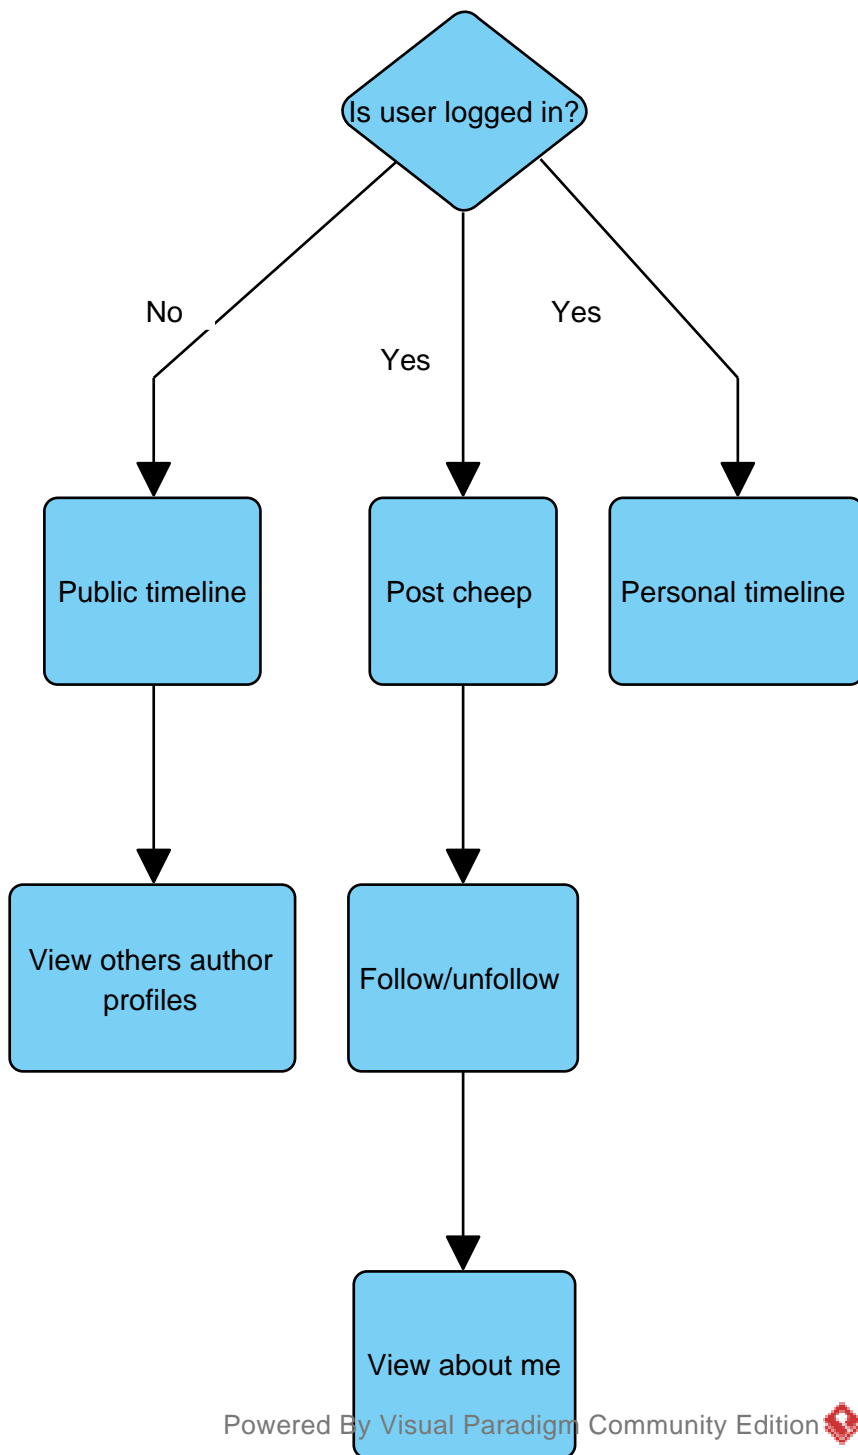 Is user logged in?
No
Yes
Yes
Public timeline
Post cheep
Personal timeline
View others author
profiles
Follow/unfollow
View about me
Powered By Visual Paradigm Community Edition